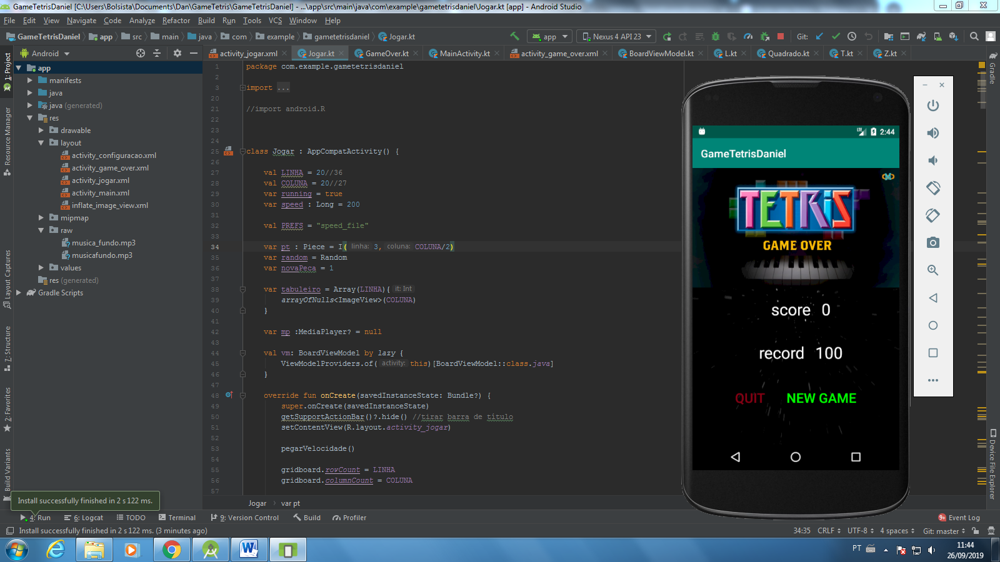 GameTetrisDaniel [C:\Users\Bolsista\Documents\Dan\GameTetris\GameTetrisDaniel] - ...\app\src\main\java\com\example\gametetrisdaniel\Jogar.kt [app] - Android Studio
File Edit View Navigate Code Analyze Refactor Build Run Tools VCS Window Help
GameTetrisDaniel app src main java com example gametetrisdaniel Jogar.kt
app Nexus 4 API 23 Git:
Android
activity_jogar.xml Jogar.kt GameOver.kt MainActivity.kt activity_game_over.xml BoardViewModel.kt L.kt Quadrado.kt T.kt Z.kt
1: Project
Resource Manager
Layout Captures
7: Structure
2: Favorites
Build Variants
app
manifests
java
java (generated)
res
drawable
layout
activity_configuracao.xml
activity_game_over.xml
activity_jogar.xml
activity_main.xml
inflate_image_view.xml
mipmap
raw
musica_fundo.mp3
musicafundo.mp3
values
res (generated)
Gradle Scripts
1 package com.example.gametetrisdaniel
2
3 import ...
20
21 //import android.R
22
23
24
25 class Jogar : AppCompatActivity() {
26
27 val LINHA = 20//36
28 val COLUNA = 20//27
29 var running = true
30 var speed : Long = 200
31
32 val PREFS = "speed_file"
33
34 var pt : Piece = I( linha: 3, coluna: COLUNA/2)
35 var random = Random
36 var novaPeca = 1
37
38 var tabuleiro = Array(LINHA){ it: Int
39 arrayOfNulls<ImageView>(COLUNA)
40 }
41
42 var mp :MediaPlayer? = null
43
44 val vm: BoardViewModel by lazy {
45 ViewModelProviders.of( activity: this)[BoardViewModel::class.java]
46 }
47
48 override fun onCreate(savedInstanceState: Bundle?) {
49 super.onCreate(savedInstanceState)
50 getSupportActionBar()?.hide() //tirar barra de titulo
51 setContentView(R.layout.activity_jogar)
52
53 pegarVelocidade()
54
55 gridboard.rowCount = LINHA
56 gridboard.columnCount = COLUNA
57
Jogar var pt
LTE 2:44
GameTetrisDaniel
TETRIS
GAME OVER
score 0
record 100
QUIT NEW GAME
Gradle
Device File Explorer
Install successfully finished in 2 s 122 ms.
4: Run 6: Logcat TODO Terminal 9: Version Control Build Profiler 9+ Event Log
Install successfully finished in 2 s 122 ms. (3 minutes ago) 34:35 CRLF UTF-8 4 spaces Git: master
PT 11:44
26/09/2019